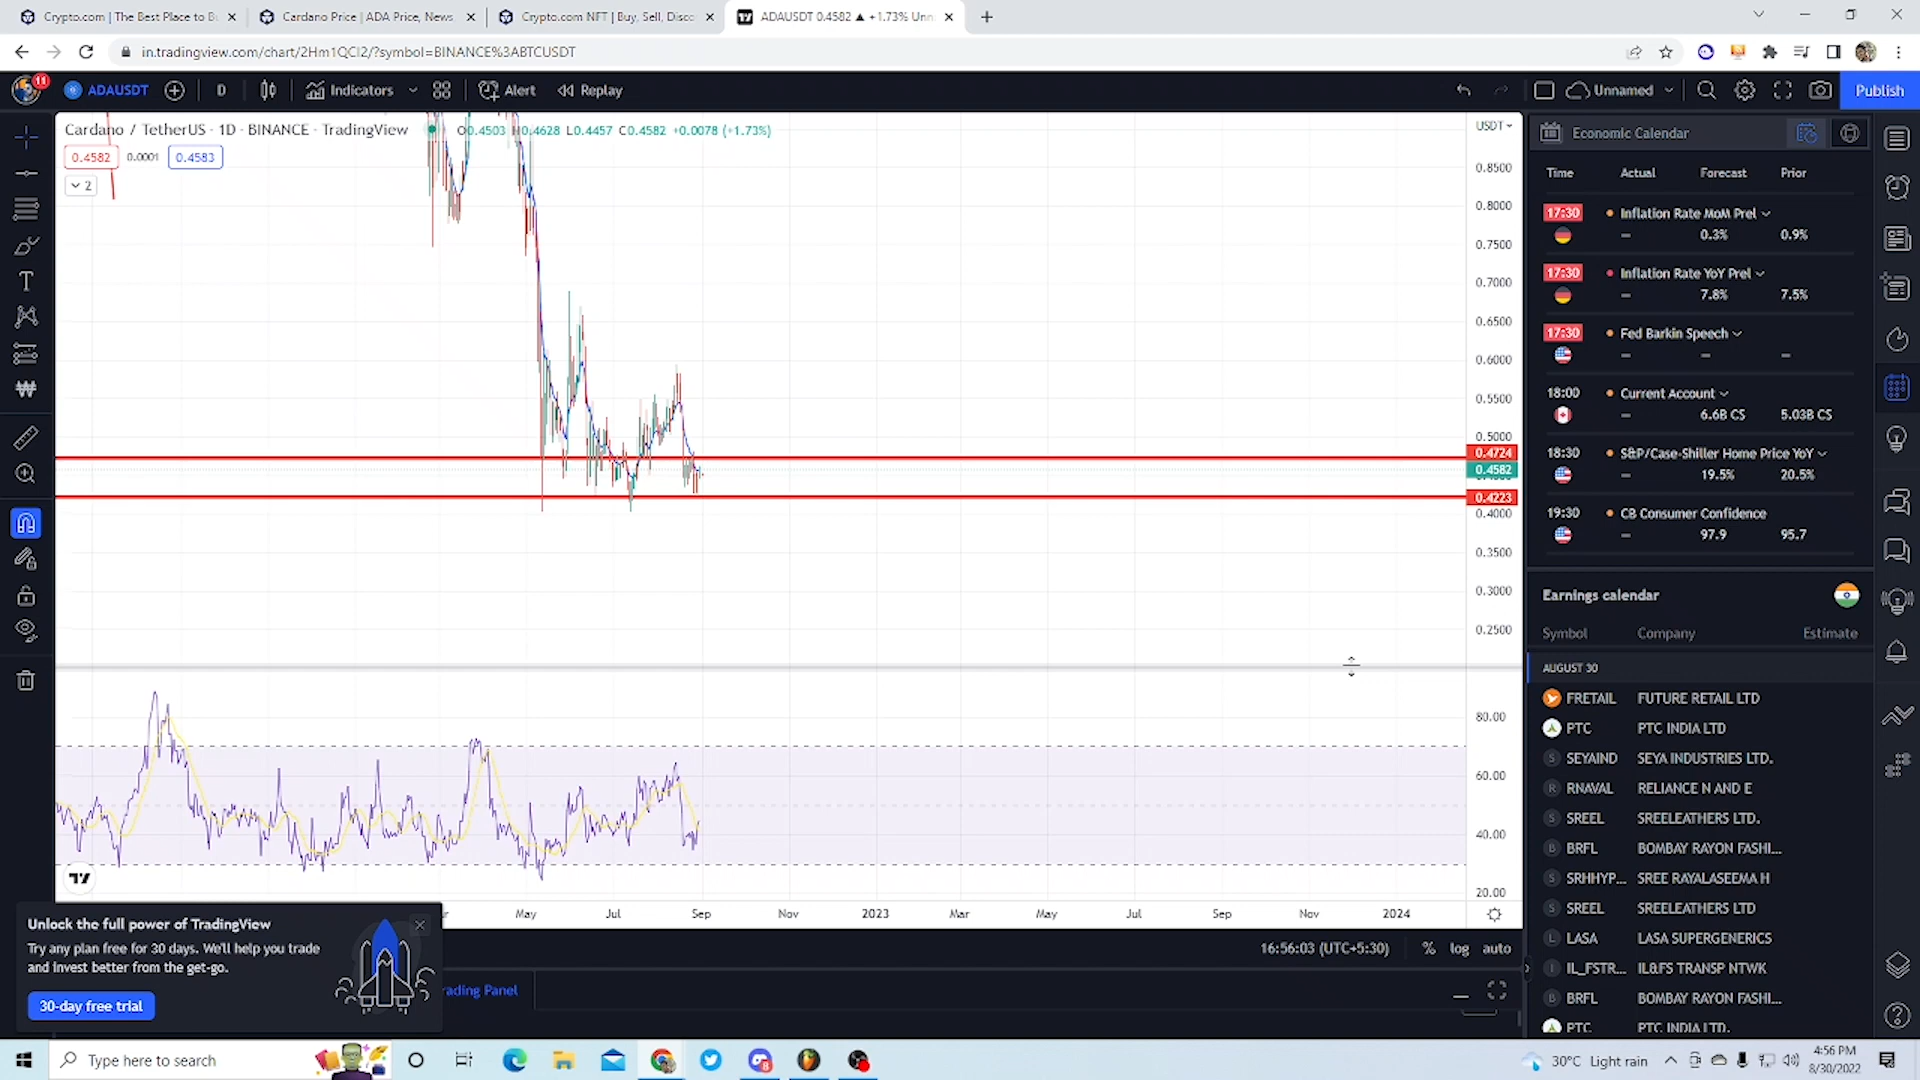 Crypto.com | The Best Place to B
Cardano Price | ADA Price, News
Crypto.com NFT | Buy, Sell, Disco
ADAUSDT 0.4582 ▲ +1.73% Unn
in.tradingview.com/chart/2Hm1QCl2/?symbol=BINANCE%3ABTCUSDT
11
ADAUSDT
D
Indicators
Alert
Replay
Unnamed
Publish
Cardano / TetherUS · 1D · BINANCE · TradingView
O0.4503 H0.4628 L0.4457 C0.4582 +0.0078 (+1.73%)
0.4582 0.0001 0.4583
2
USDT
0.8500
0.8000
0.7500
0.7000
0.6500
0.6000
0.5500
0.5000
0.4724
0.4582
0.4223
0.4000
0.3500
0.3000
0.2500
80.00
60.00
40.00
20.00
May Jul Sep Nov 2023 Mar May Jul Sep Nov 2024
16:56:03 (UTC+5:30) % log auto
rading Panel
Unlock the full power of TradingView
Try any plan free for 30 days. We'll help you trade
and invest better from the get-go.
30-day free trial
Economic Calendar
Time Actual Forecast Prior
17:30 Inflation Rate MoM Prel
– 0.3% 0.9%
17:30 Inflation Rate YoY Prel
– 7.8% 7.5%
17:30 Fed Barkin Speech
– – –
18:00 Current Account
– 6.6B C$ 5.03B C$
18:30 S&P/Case-Shiller Home Price YoY
– 19.5% 20.5%
19:30 CB Consumer Confidence
– 97.9 95.7
Earnings calendar
Symbol Company Estimate
AUGUST 30
FRETAIL FUTURE RETAIL LTD
PTC PTC INDIA LTD
S SEYAIND SEYA INDUSTRIES LTD.
R RNAVAL RELIANCE N AND E
S SREEL SREELEATHERS LTD.
B BRFL BOMBAY RAYON FASHI...
S SRHHYP... SREE RAYALASEEMA H
S SREEL SREELEATHERS LTD
L LASA LASA SUPERGENERICS
I IL_FSTR... IL&FS TRANSP NTWK
B BRFL BOMBAY RAYON FASHI...
PTC PTC INDIA LTD.
Type here to search
8
30°C Light rain
4:56 PM
8/30/2022